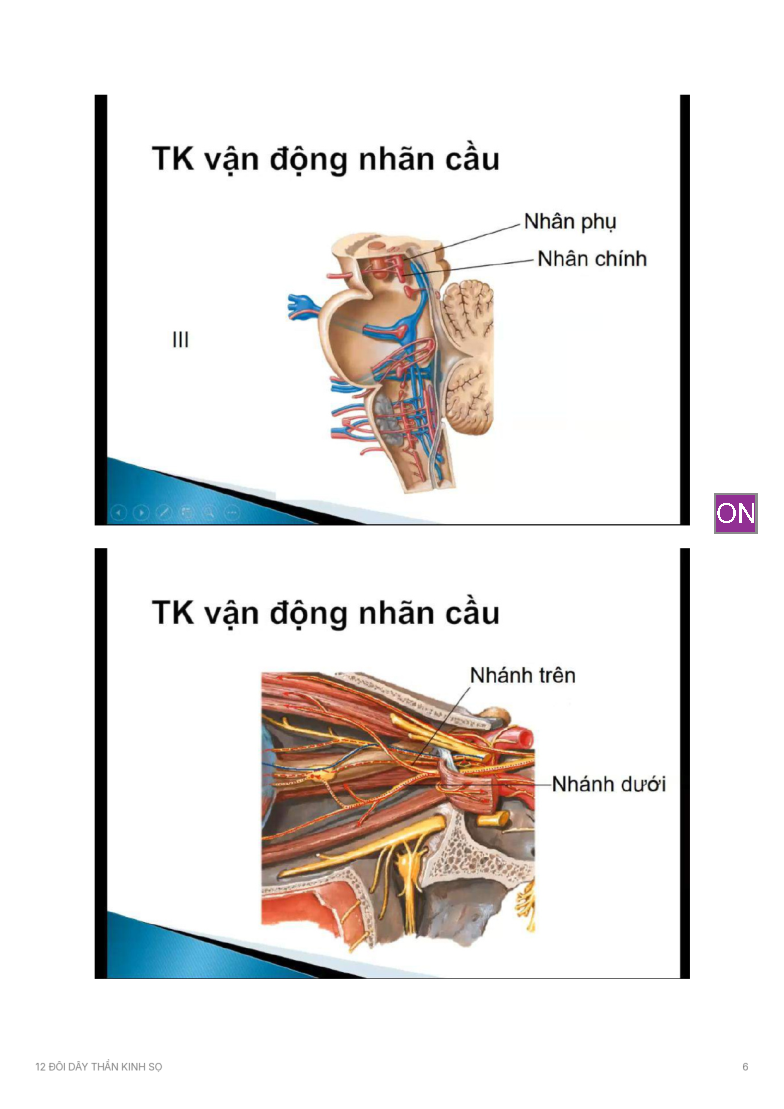 TK vận động nhãn cầu
Nhân phụ
Nhân chính
III
ON
TK vận động nhãn cầu
Nhánh trên
Nhánh dưới
12 ĐÔI DÂY THẦN KINH SỌ
6